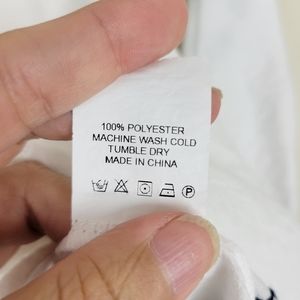 100% POLYESTER
MACHINE WASH COLD
TUMBLE DRY
MADE IN CHINA
P